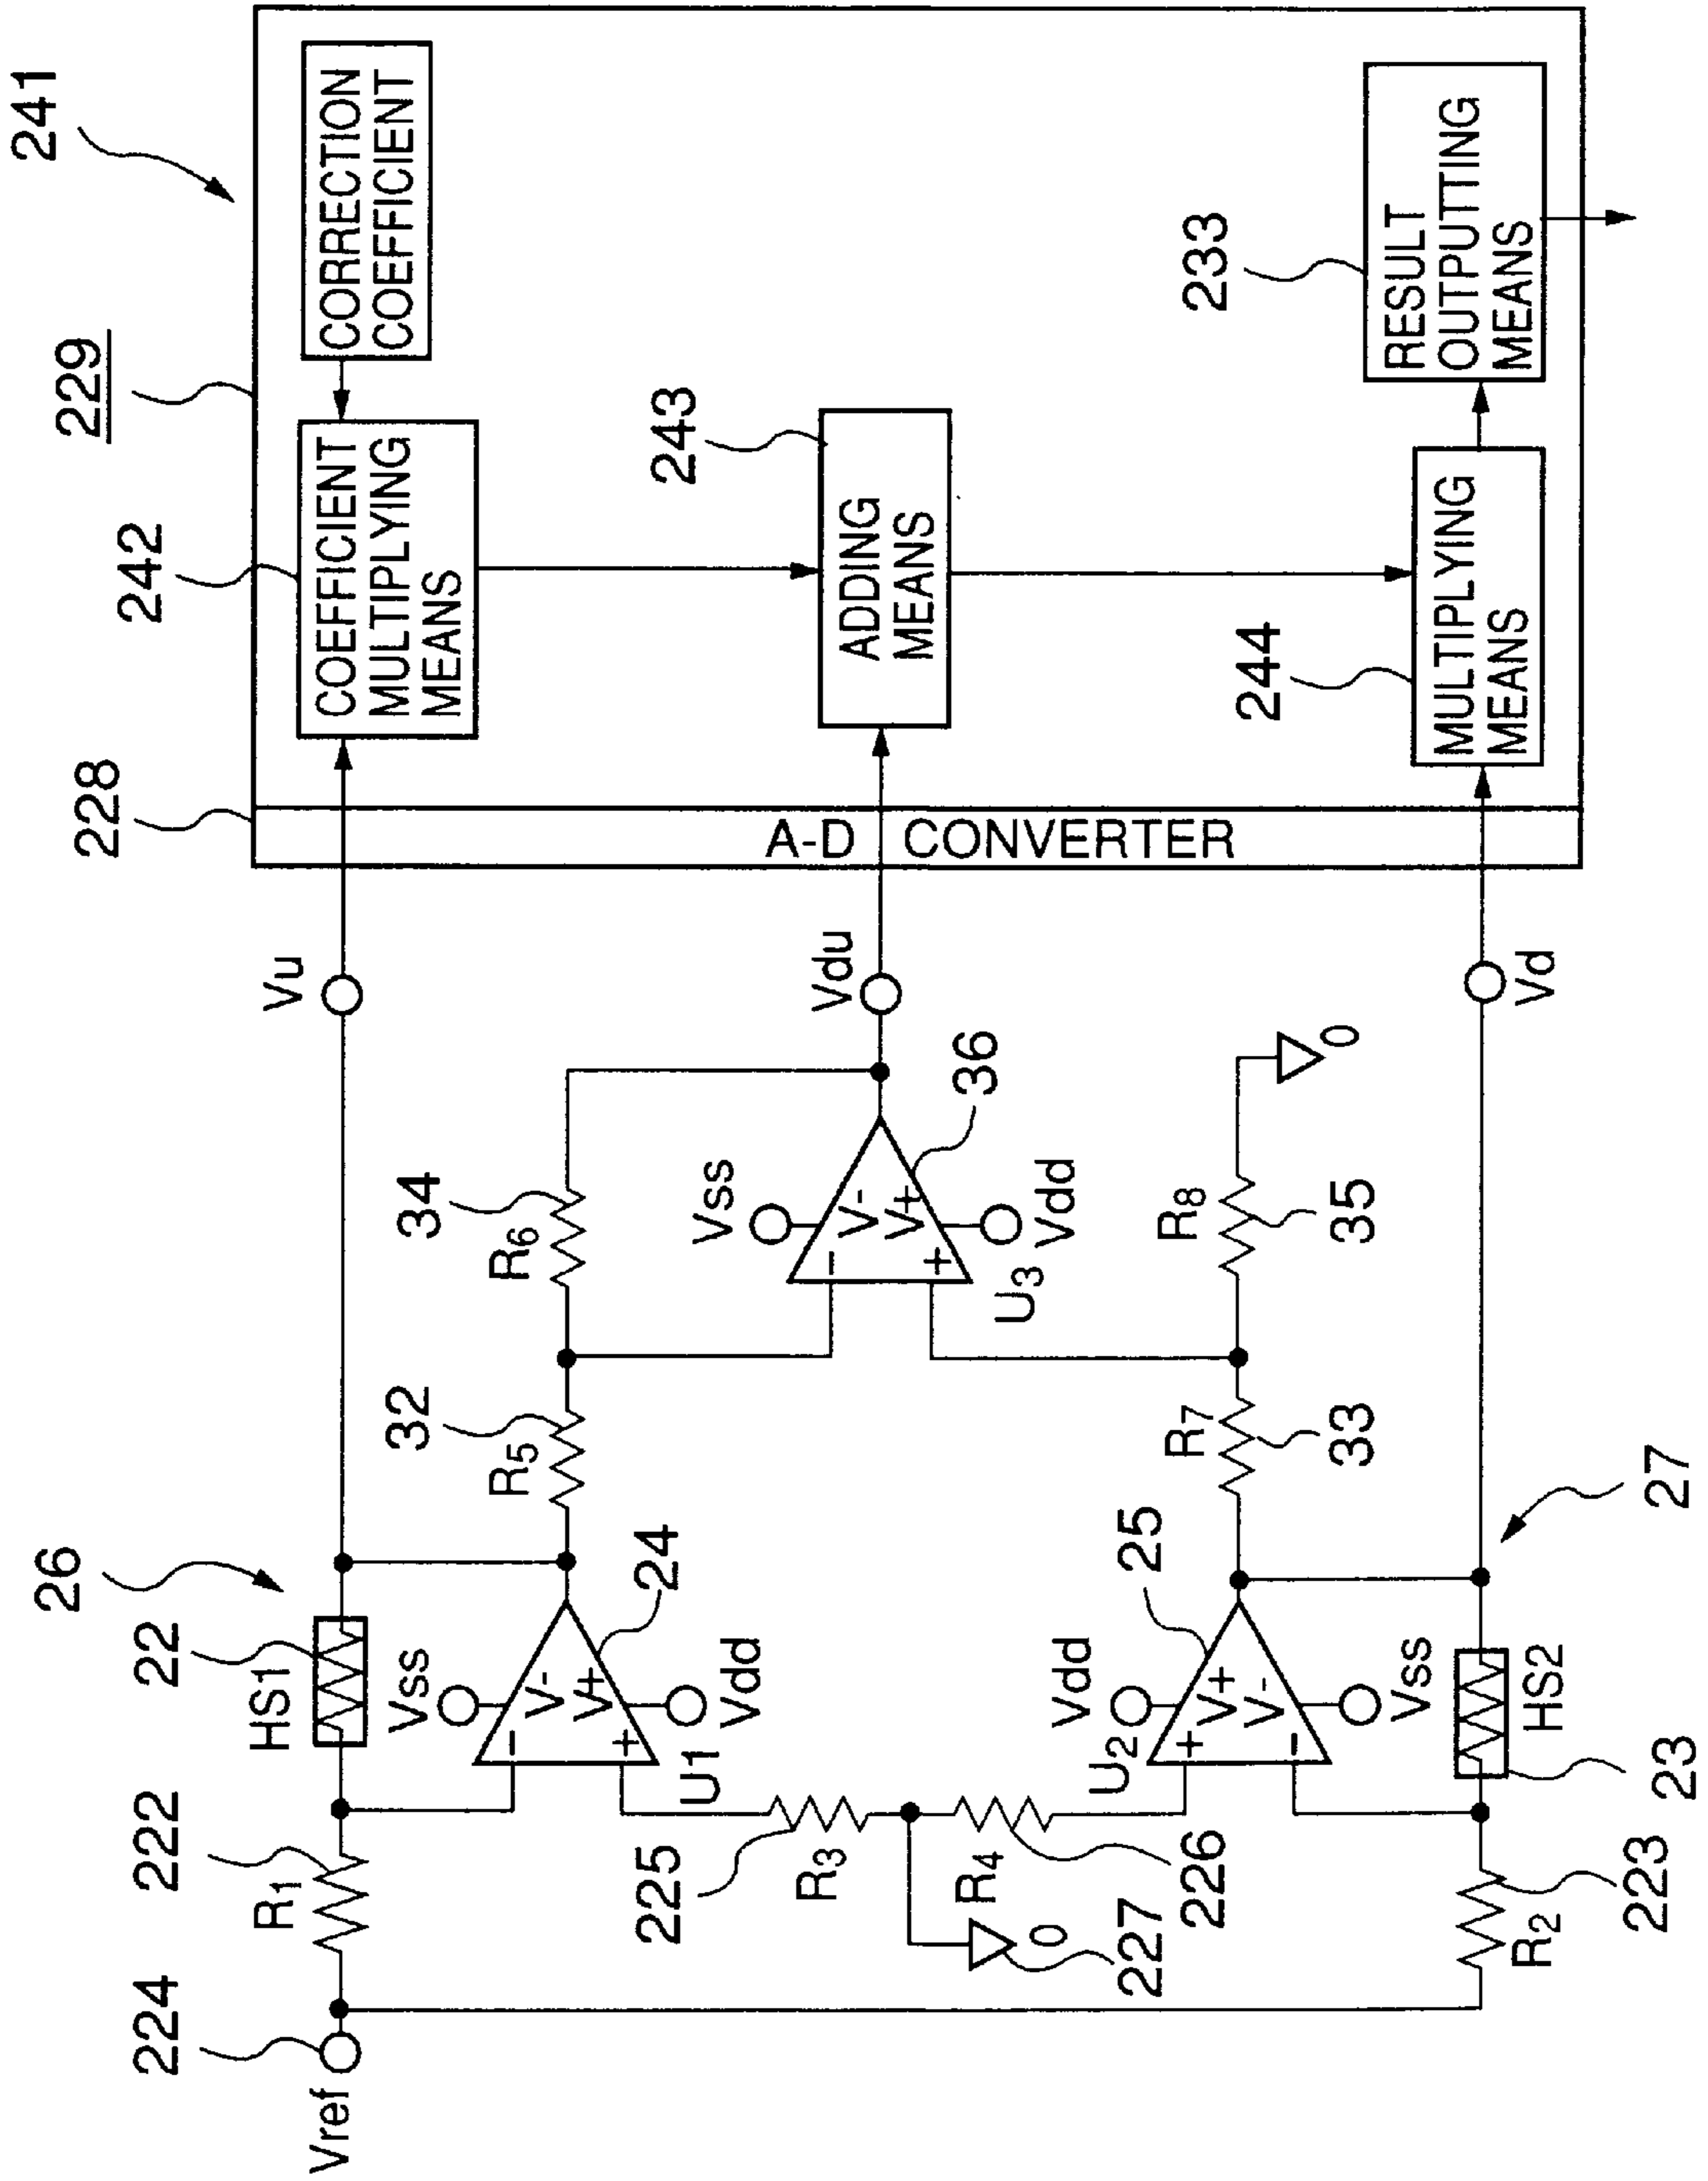 241
229
228
CORRECTION
COEFFICIENT
COEFFICIENT
MULTIPLYING
MEANS
242
243
ADDING
MEANS
244
MULTIPLYING
MEANS
233
RESULT
OUTPUTTING
MEANS
A-D CONVERTER
Vu
Vdu
Vd
26
22
HS1
222
R1
224
Vref
Vss
V-
V+
Vdd
-
+
24
U1
32
R5
34
R6
Vss
V-
V+
Vdd
-
+
36
U3
R8
35
0
R7
33
225
R3
R4
226
227
0
25
U2
Vdd
V+
V-
Vss
+
-
27
HS2
23
223
R2